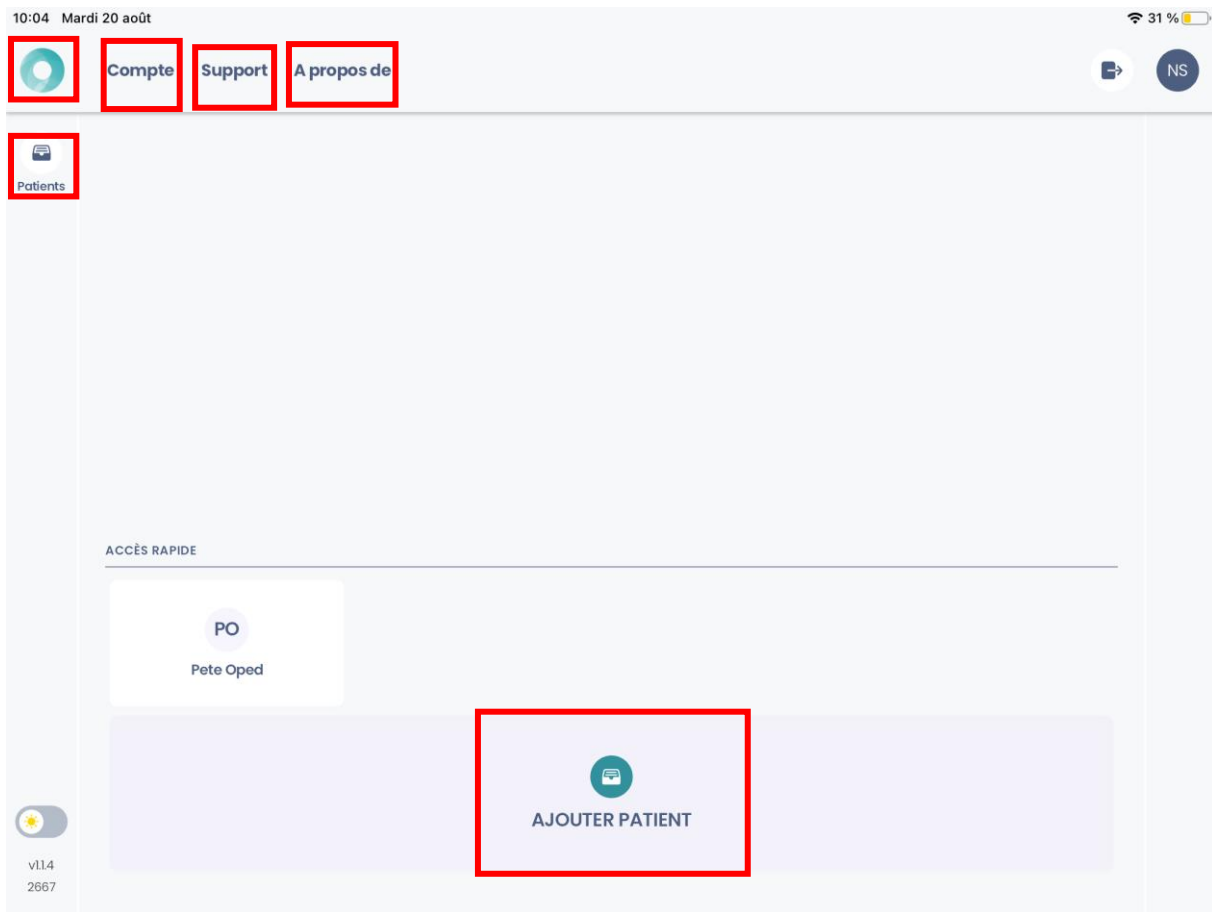 10:04 Mardi 20 août 31 %
Compte Support A propos de NS
Patients
ACCÈS RAPIDE
PO
Pete Oped
AJOUTER PATIENT
v1.1.4
2667